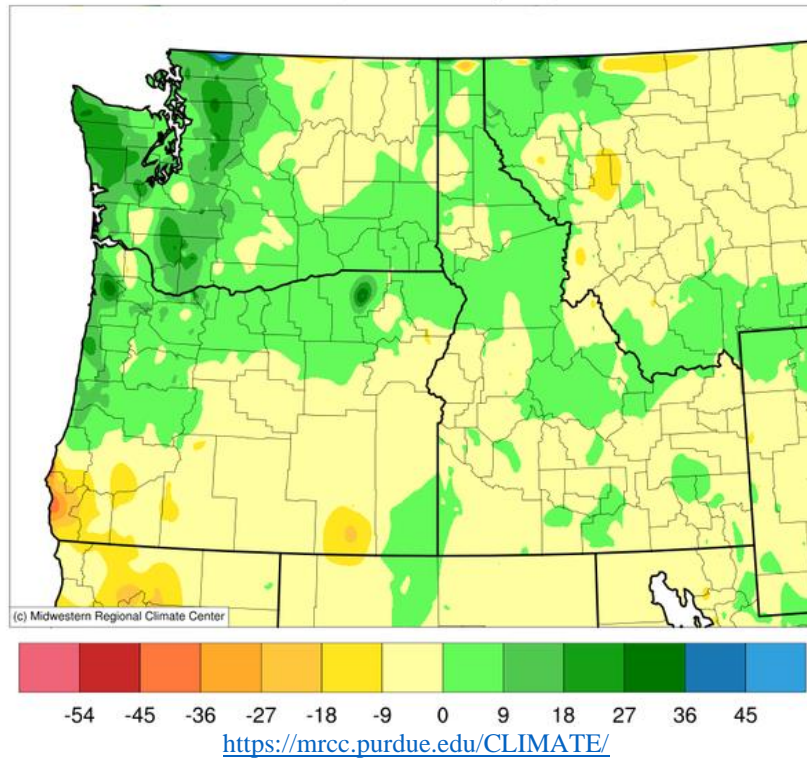 (c) Midwestern Regional Climate Center
-54 -45 -36 -27 -18 -9 0 9 18 27 36 45
https://mrcc.purdue.edu/CLIMATE/